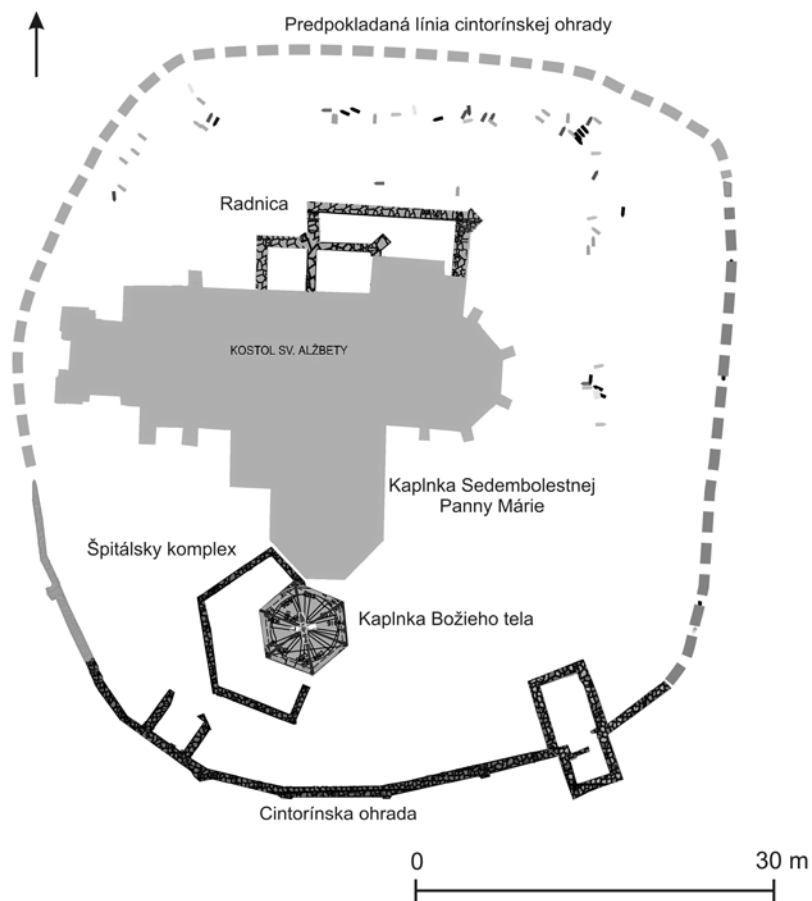 Predpokladaná línia cintorínskej ohrady
Radnica
KOSTOL SV. ALŽBETY
Kaplnka Sedembolestnej
Panny Márie
Špitálsky komplex
Kaplnka Božieho tela
Cintorínska ohrada
0 30 m